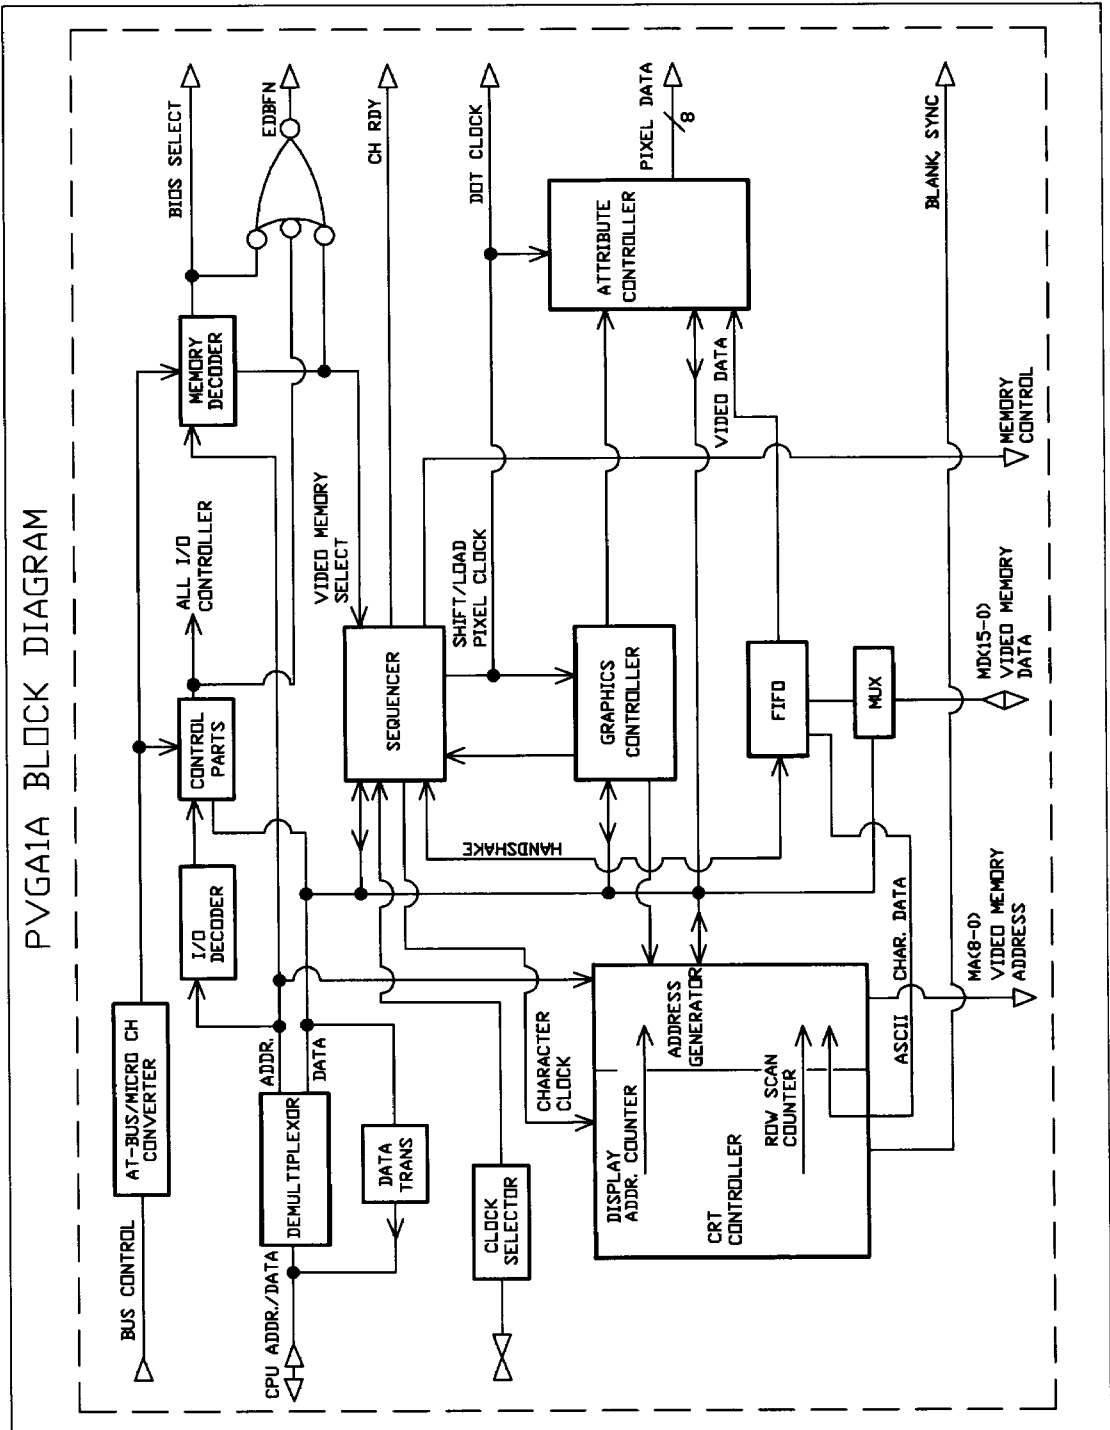 PVGA1A BLOCK DIAGRAM
BUS CONTROL
AT-BUS/MICRO CH
CONVERTER
BIOS SELECT
EDBFN
MEMORY
DECODER
ALL I/O
CONTROLLER
CONTROL
PARTS
I/O
DECODER
ADDR.
DATA
DEMULTIPLEXOR
CPU ADDR./DATA
DATA
TRANS
VIDEO MEMORY
SELECT
CH RDY
SEQUENCER
SHIFT/LOAD
PIXEL CLOCK
DOT CLOCK
CLOCK
SELECTOR
CHARACTER
CLOCK
HANDSHAKE
GRAPHICS
CONTROLLER
ATTRIBUTE
CONTROLLER
PIXEL DATA
8
VIDEO DATA
FIFO
MUX
DISPLAY
ADDR. COUNTER
ADDRESS
GENERATOR
CRT
CONTROLLER
ROW SCAN
COUNTER
ASCII CHAR. DATA
BLANK, SYNC
MEMORY
CONTROL
MD(15-0)
VIDEO MEMORY
DATA
MA(8-0)
VIDEO MEMORY
ADDRESS